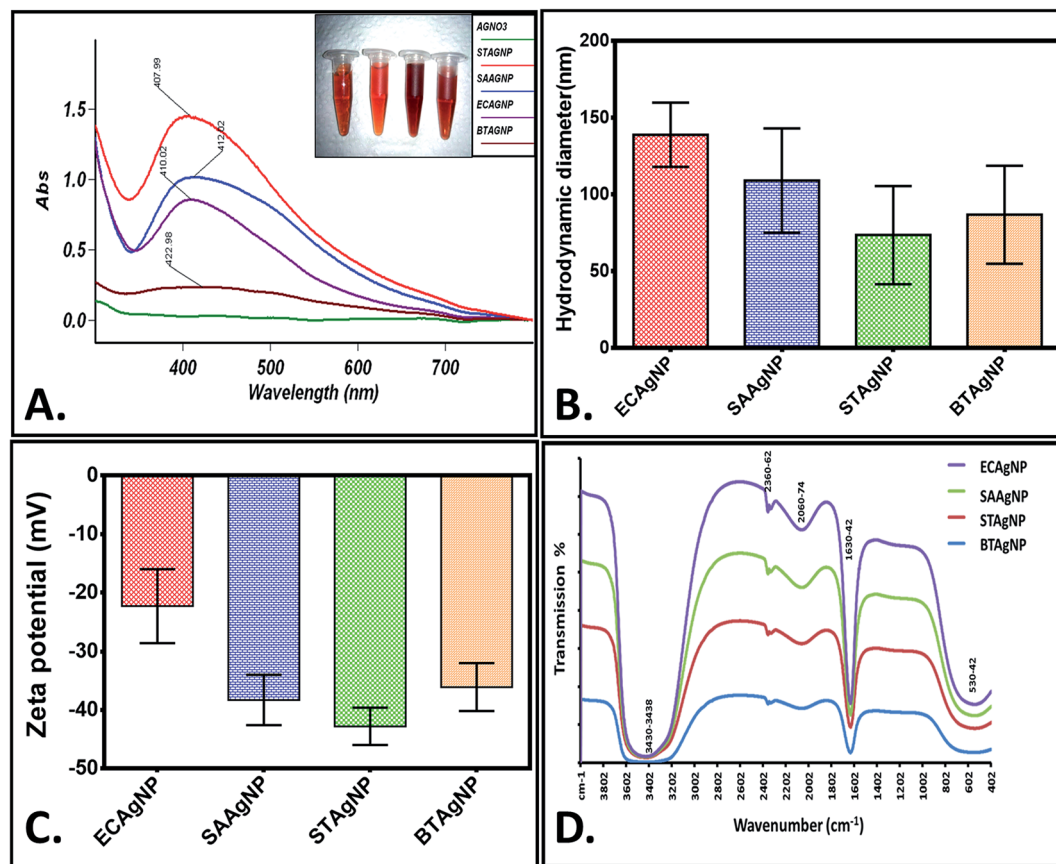 AGNO3
STAGNP
SAAGNP
ECAGNP
BTAGNP
407.99
412.02
410.02
422.98
Abs
1.5
1.0
0.5
0.0
400 500 600 700
Wavelength (nm)
A.
Hydrodynamic diameter(nm)
200
150
100
50
0
ECAgNP SAAgNP STAgNP BTAgNP
B.
Zeta potential (mV)
0
-10
-20
-30
-40
-50
ECAgNP SAAgNP STAgNP BTAgNP
C.
ECAgNP
SAAgNP
STAgNP
BTAgNP
2360-62
2060-74
1630-42
530-42
3430-3438
Transmission %
cm-1 3802 3602 3402 3202 3002 2802 2602 2402 2202 2002 1802 1602 1402 1202 1002 802 602 402
Wavenumber (cm-1)
D.